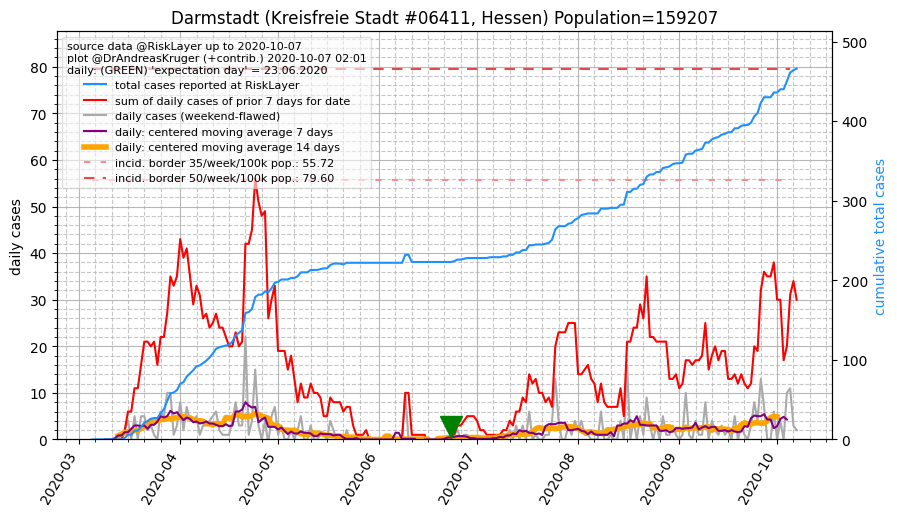 Darmstadt (Kreisfreie Stadt #06411, Hessen) Population=159207
source data @RiskLayer up to 2020-10-07
plot @DrAndreasKruger (+contrib.) 2020-10-07 02:01
daily: (GREEN) 'expectation day' = 23.06.2020
total cases reported at RiskLayer
sum of daily cases of prior 7 days for date
daily cases (weekend-flawed)
daily: centered moving average 7 days
daily: centered moving average 14 days
incid. border 35/week/100k pop.: 55.72
incid. border 50/week/100k pop.: 79.60
daily cases
80
70
60
50
40
30
20
10
0
cumulative total cases
500
400
300
200
100
0
2020-03
2020-04
2020-05
2020-06
2020-07
2020-08
2020-09
2020-10